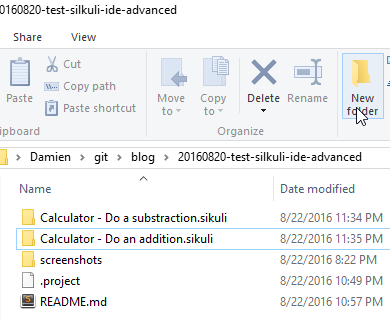 20160820-test-silkuli-ide-advanced
Share View
Cut
Copy path
Paste shortcut
Paste
Move to
Copy to
Delete
Rename
New folder
Organize
Damien > git > blog > 20160820-test-silkuli-ide-advanced
Name Date modified
Calculator - Do a substraction.sikuli 8/22/2016 11:34 PM
Calculator - Do an addition.sikuli 8/22/2016 11:35 PM
screenshots 8/22/2016 8:22 PM
.project 8/22/2016 10:49 PM
README.md 8/22/2016 10:57 PM